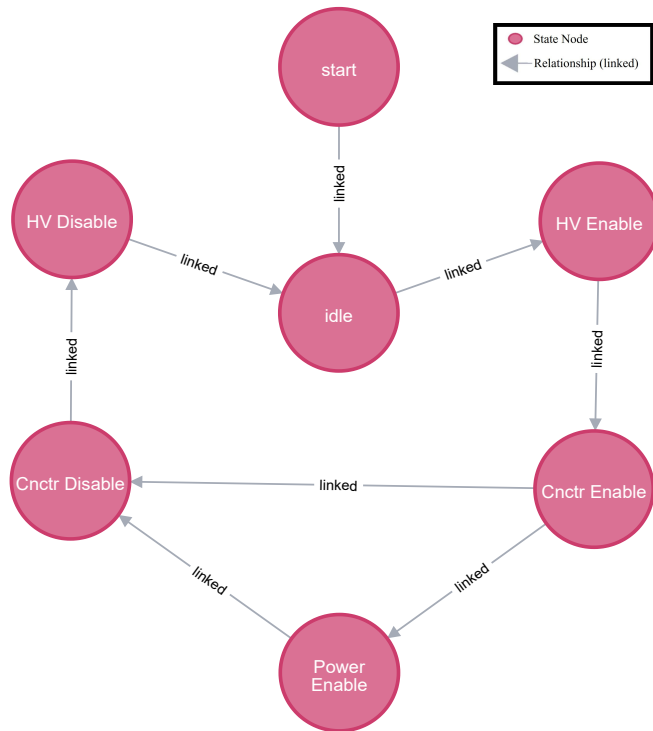 start
State Node
Relationship (linked)
linked
HV Disable
HV Enable
linked
linked
idle
linked
linked
Cnctr Disable
linked
Cnctr Enable
linked
linked
Power
Enable